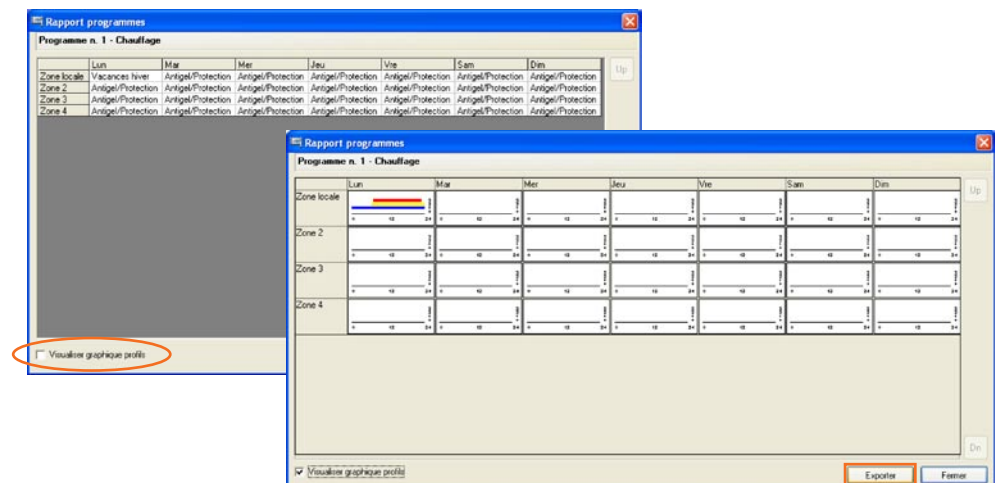 Rapport programmes
Programme n. 1 - Chauffage
Lun Mar Mer Jeu Vre Sam Dim
Zone locale Vacances hiver Antigel/Protection Antigel/Protection Antigel/Protection Antigel/Protection Antigel/Protection Antigel/Protection
Zone 2 Antigel/Protection Antigel/Protection Antigel/Protection Antigel/Protection Antigel/Protection Antigel/Protection Antigel/Protection
Zone 3 Antigel/Protection Antigel/Protection Antigel/Protection Antigel/Protection Antigel/Protection Antigel/Protection Antigel/Protection
Zone 4 Antigel/Protection Antigel/Protection Antigel/Protection Antigel/Protection Antigel/Protection Antigel/Protection Antigel/Protection
Up
Visualiser graphique profils
Rapport programmes
Programme n. 1 - Chauffage
Lun Mar Mer Jeu Vre Sam Dim
Up
Zone locale
Zone 2
Zone 3
Zone 4
Dn
Visualiser graphique profils
Exporter Fermer